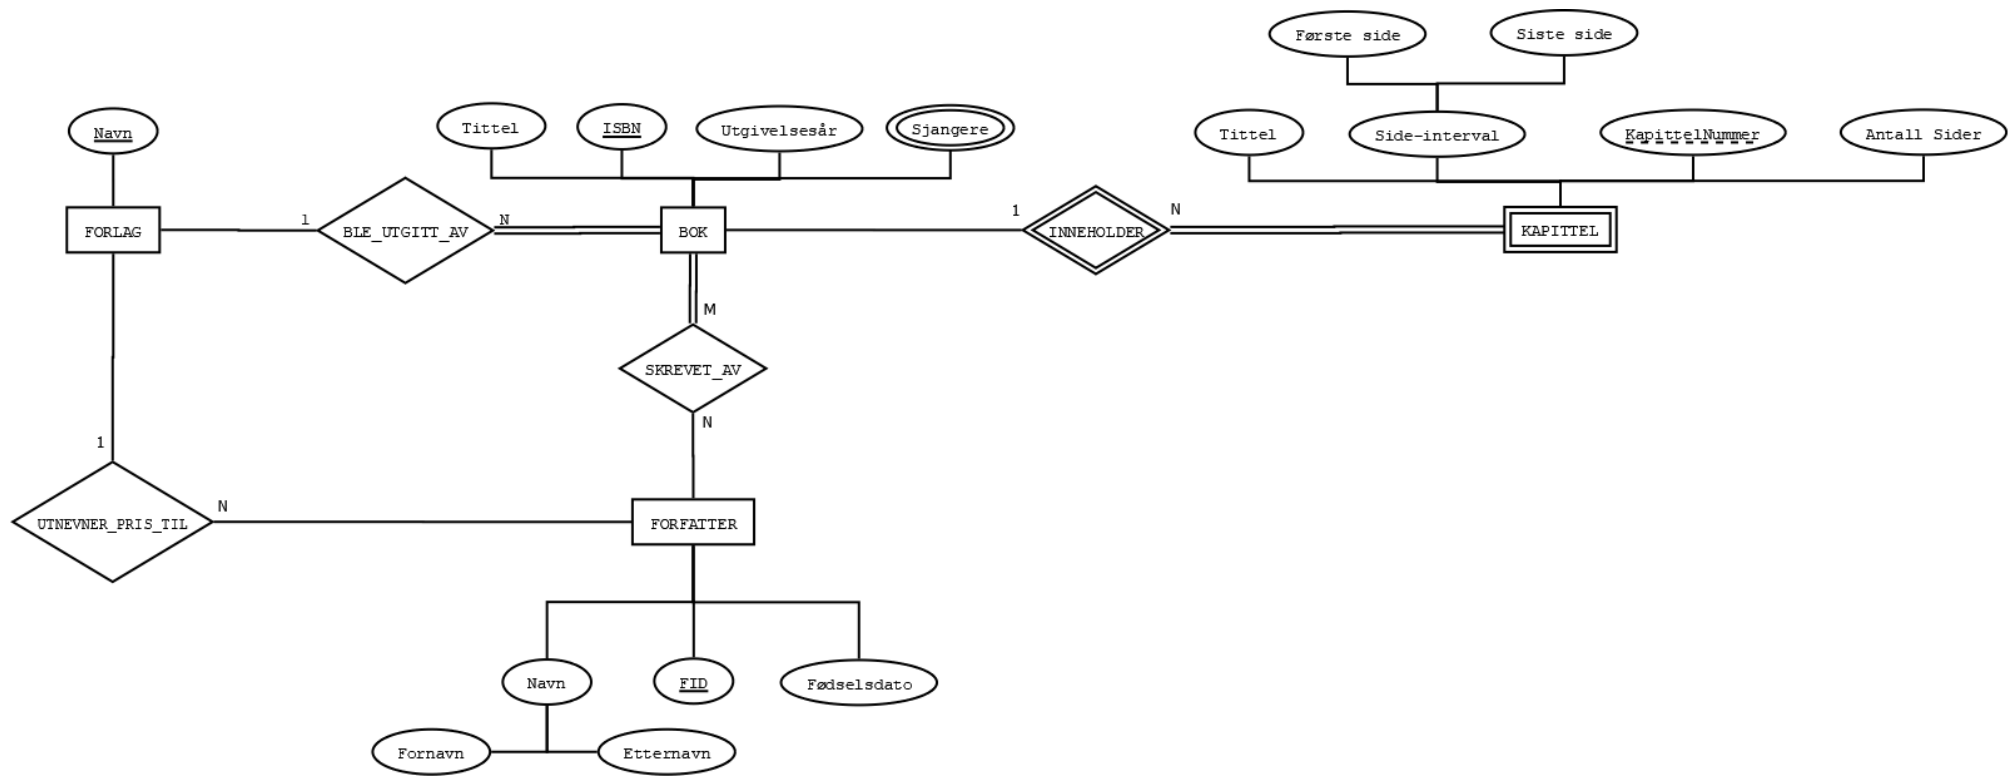 Første side
Siste side
Navn
Tittel
ISBN
Utgivelsesår
Sjangere
Tittel
Side-interval
KapittelNummer
Antall Sider
FORLAG
1
BLE_UTGITT_AV
N
BOK
1
INNEHOLDER
N
KAPITTEL
M
SKREVET_AV
N
1
UTNEVNER_PRIS_TIL
N
FORFATTER
Navn
FID
Fødselsdato
Fornavn
Etternavn